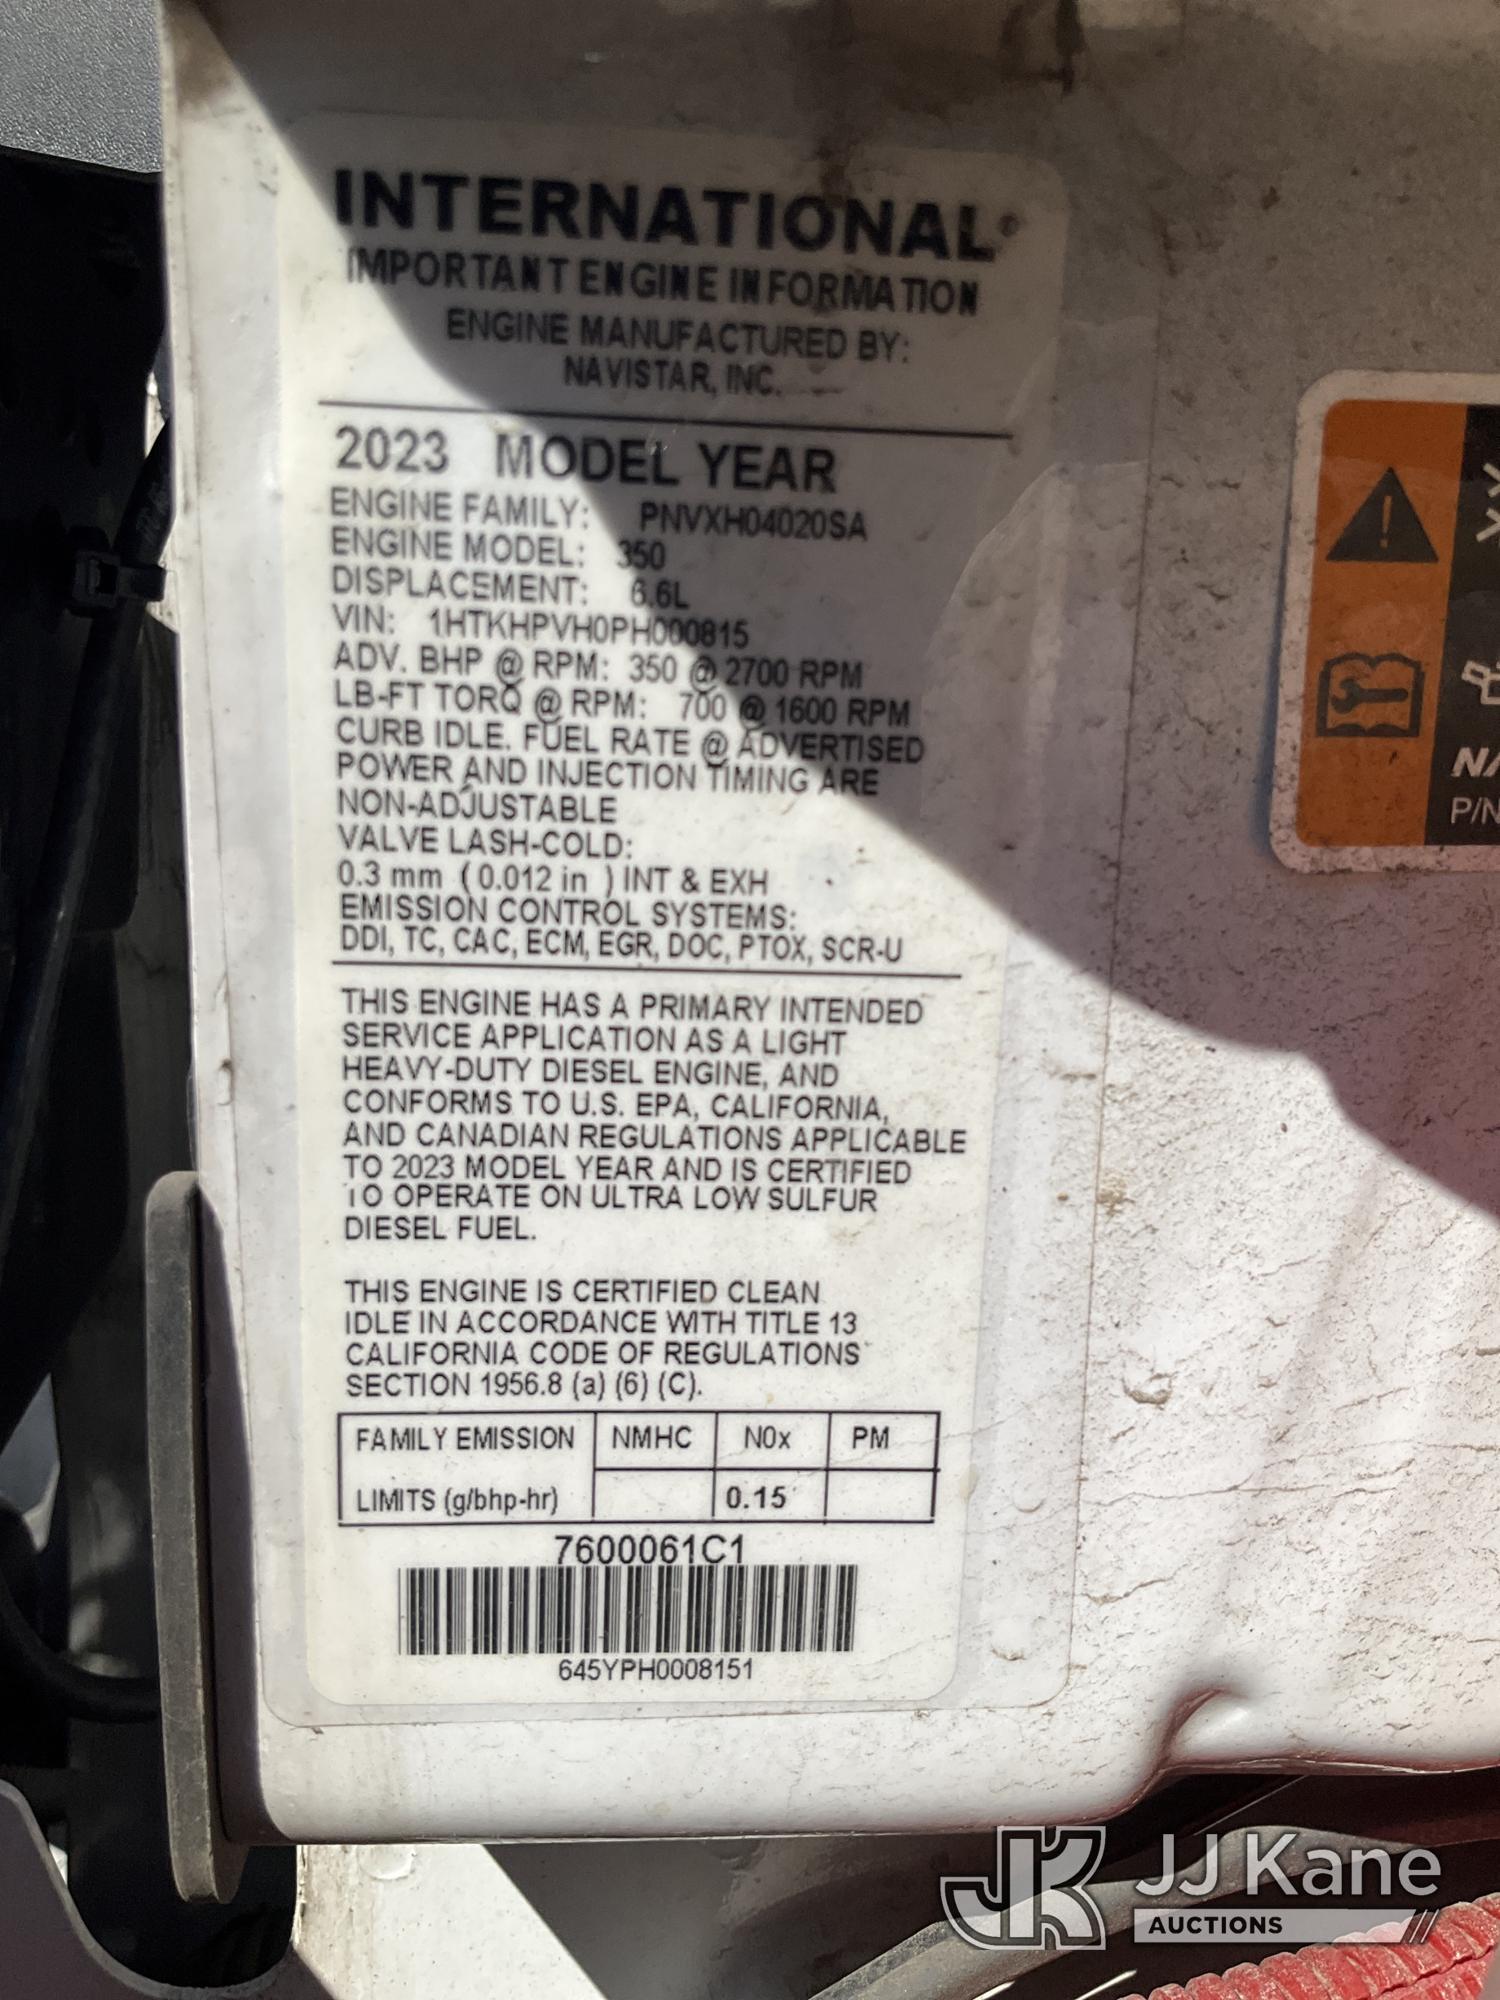 INTERNATIONAL®
IMPORTANT ENGINE INFORMATION
ENGINE MANUFACTURED BY:
NAVISTAR, INC.
2023 MODEL YEAR
ENGINE FAMILY: PNVXH04020SA
ENGINE MODEL: 350
DISPLACEMENT: 6.6L
VIN: 1HTKHPVH0PH000815
ADV. BHP @ RPM: 350 @ 2700 RPM
LB-FT TORQ @ RPM: 700 @ 1600 RPM
CURB IDLE. FUEL RATE @ ADVERTISED
POWER AND INJECTION TIMING ARE
NON-ADJUSTABLE
VALVE LASH-COLD:
0.3 mm ( 0.012 in ) INT & EXH
EMISSION CONTROL SYSTEMS:
DDI, TC, CAC, ECM, EGR, DOC, PTOX, SCR-U
THIS ENGINE HAS A PRIMARY INTENDED
SERVICE APPLICATION AS A LIGHT
HEAVY-DUTY DIESEL ENGINE, AND
CONFORMS TO U.S. EPA, CALIFORNIA,
AND CANADIAN REGULATIONS APPLICABLE
TO 2023 MODEL YEAR AND IS CERTIFIED
TO OPERATE ON ULTRA LOW SULFUR
DIESEL FUEL.
THIS ENGINE IS CERTIFIED CLEAN
IDLE IN ACCORDANCE WITH TITLE 13
CALIFORNIA CODE OF REGULATIONS
SECTION 1956.8 (a) (6) (C).
FAMILY EMISSION NMHC N0x PM
LIMITS (g/bhp-hr) 0.15
7600061C1
645YPH0008151
P/N
JJ Kane
AUCTIONS